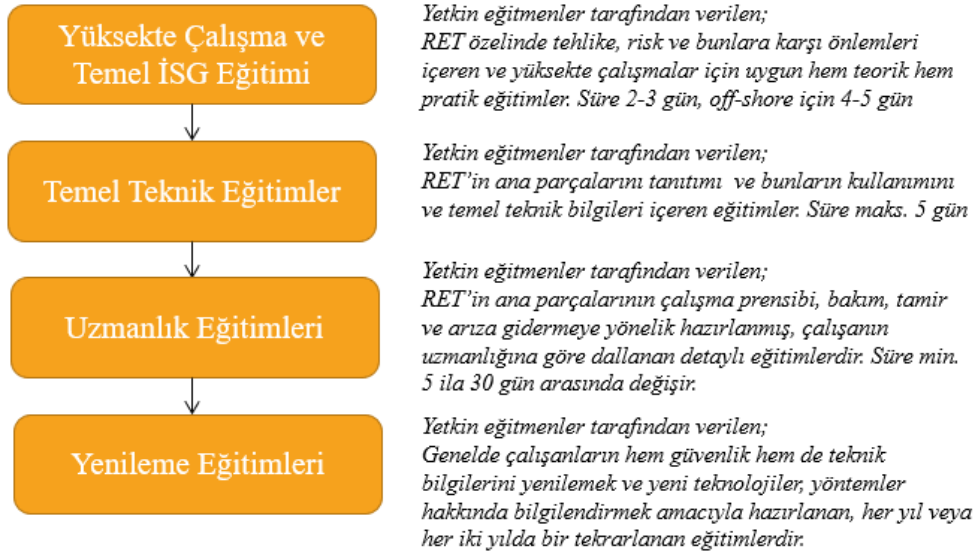 Yüksekte Çalışma ve
Temel İSG Eğitimi
Yetkin eğitmenler tarafından verilen;
RET özelinde tehlike, risk ve bunlara karşı önlemleri
içeren ve yüksekte çalışmalar için uygun hem teorik hem
pratik eğitimler. Süre 2-3 gün, off-shore için 4-5 gün
Temel Teknik Eğitimler
Yetkin eğitmenler tarafından verilen;
RET’in ana parçalarını tanıtımı ve bunların kullanımını
ve temel teknik bilgileri içeren eğitimler. Süre maks. 5 gün
Uzmanlık Eğitimleri
Yetkin eğitmenler tarafından verilen;
RET’in ana parçalarının çalışma prensibi, bakım, tamir
ve arıza gidermeye yönelik hazırlanmış, çalışanın
uzmanlığına göre dallanan detaylı eğitimlerdir. Süre min.
5 ila 30 gün arasında değişir.
Yenileme Eğitimleri
Yetkin eğitmenler tarafından verilen;
Genelde çalışanların hem güvenlik hem de teknik
bilgilerini yenilemek ve yeni teknolojiler, yöntemler
hakkında bilgilendirmek amacıyla hazırlanan, her yıl veya
her iki yılda bir tekrarlanan eğitimlerdir.